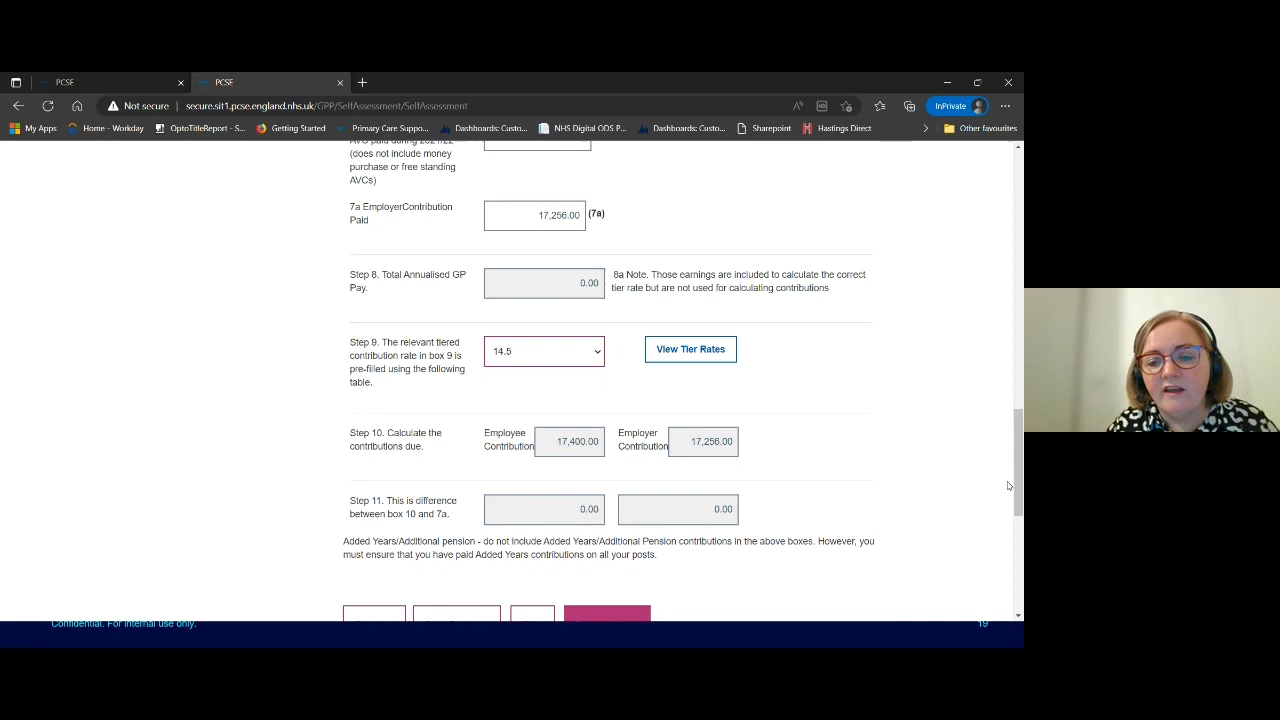 PCSE
PCSE
Not secure secure.sit1.pcse.england.nhs.uk/GPP/SelfAssessment/SelfAssessment
InPrivate
My Apps Home - Workday OptoTitleReport - S... Getting Started Primary Care Suppo... Dashboards: Custo... NHS Digital ODS P... Dashboards: Custo... Sharepoint Hastings Direct Other favourites
(does not include money
purchase or free standing
AVCs)
7a EmployerContribution
Paid
17,256.00 (7a)
Step 8. Total Annualised GP
Pay.
0.00
8a Note. Those earnings are included to calculate the correct
tier rate but are not used for calculating contributions
Step 9. The relevant tiered
contribution rate in box 9 is
pre-filled using the following
table.
14.5
View Tier Rates
Step 10. Calculate the
contributions due.
Employee
Contribution
17,400.00
Employer
Contribution
17,256.00
Step 11. This is difference
between box 10 and 7a.
0.00
0.00
Added Years/Additional pension - do not include Added Years/Additional Pension contributions in the above boxes. However, you
must ensure that you have paid Added Years contributions on all your posts.
Confidential. For internal use only.
19